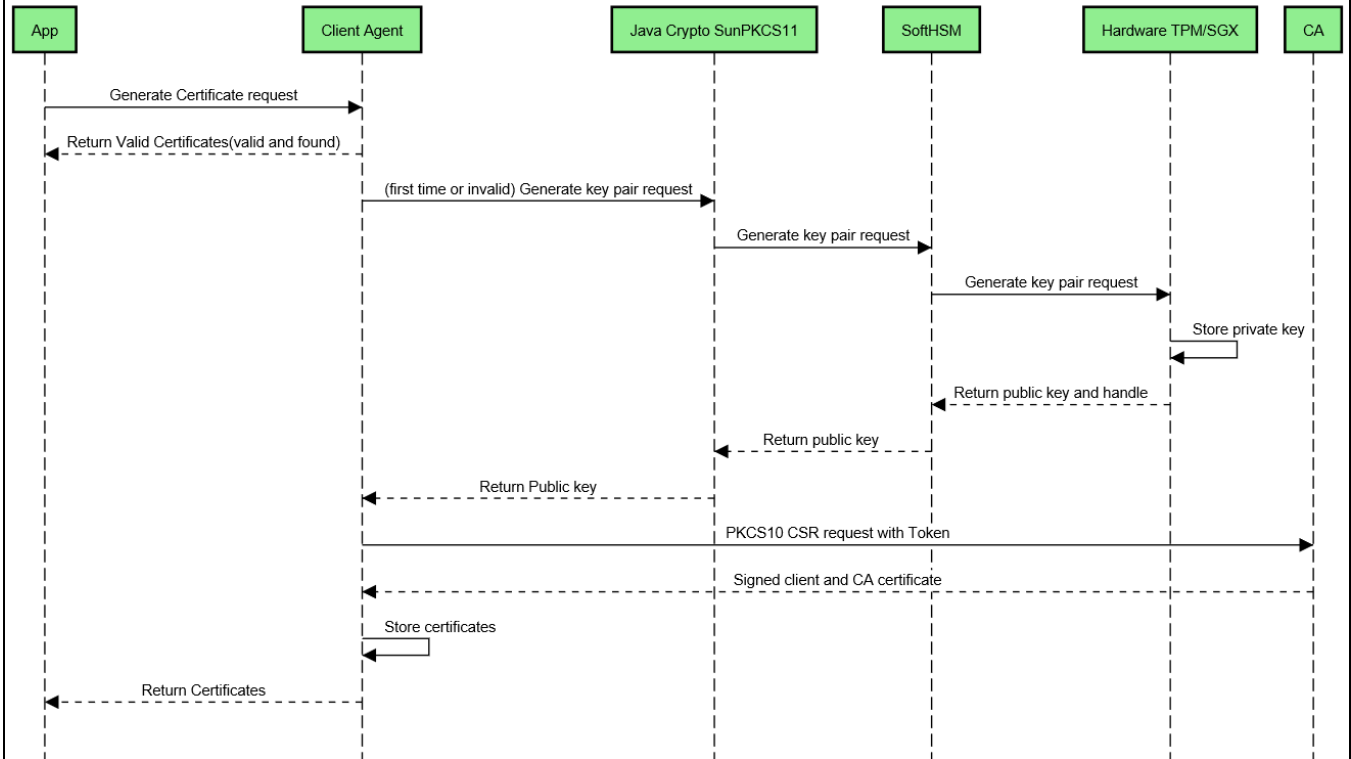 App
Client Agent
Java Crypto SunPKCS11
SoftHSM
Hardware TPM/SGX
CA
Generate Certificate request
Return Valid Certificates(valid and found)
(first time or invalid) Generate key pair request
Generate key pair request
Generate key pair request
Store private key
Return public key and handle
Return public key
Return Public key
PKCS10 CSR request with Token
Signed client and CA certificate
Store certificates
Return Certificates